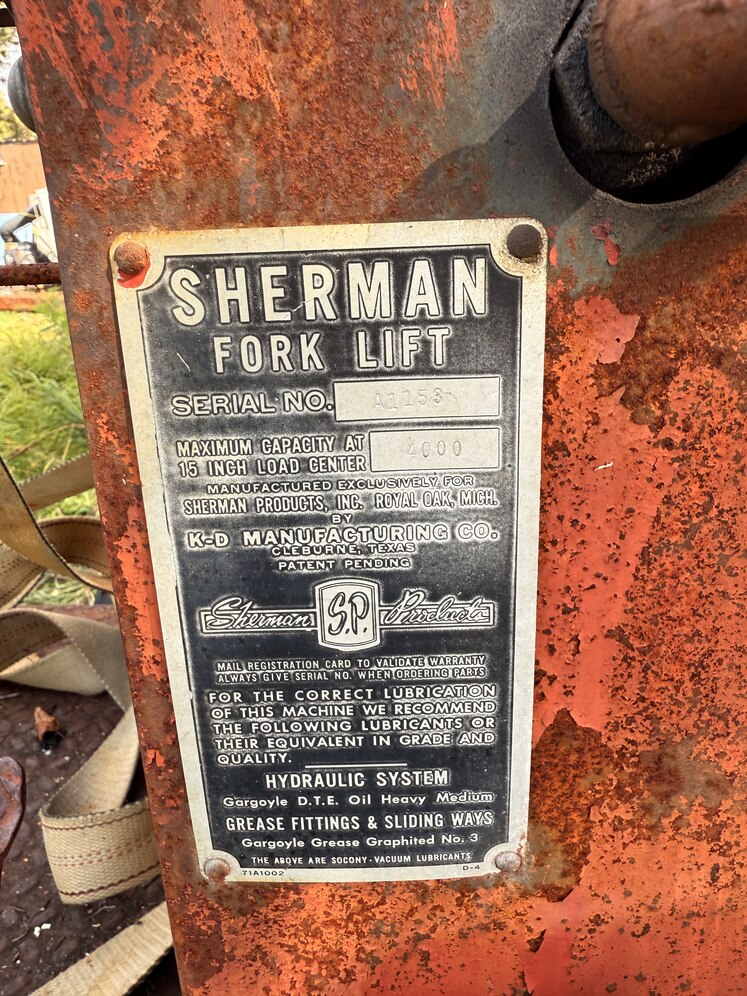 SHERMAN
FORK LIFT
SERIAL NO. A1153
MAXIMUM CAPACITY AT
15 INCH LOAD CENTER 4000
MANUFACTURED EXCLUSIVELY FOR
SHERMAN PRODUCTS, INC. ROYAL OAK, MICH.
BY
K-D MANUFACTURING CO.
CLEBURNE, TEXAS
PATENT PENDING
Sherman S.P. Products
MAIL REGISTRATION CARD TO VALIDATE WARRANTY
ALWAYS GIVE SERIAL NO. WHEN ORDERING PARTS
FOR THE CORRECT LUBRICATION
OF THIS MACHINE WE RECOMMEND
THE FOLLOWING LUBRICANTS OR
THEIR EQUIVALENT IN GRADE AND
QUALITY.
HYDRAULIC SYSTEM
Gargoyle D.T.E. Oil Heavy Medium
GREASE FITTINGS & SLIDING WAYS
Gargoyle Grease Graphited No. 3
THE ABOVE ARE SOCONY-VACUUM LUBRICANTS
71A1002 D-4